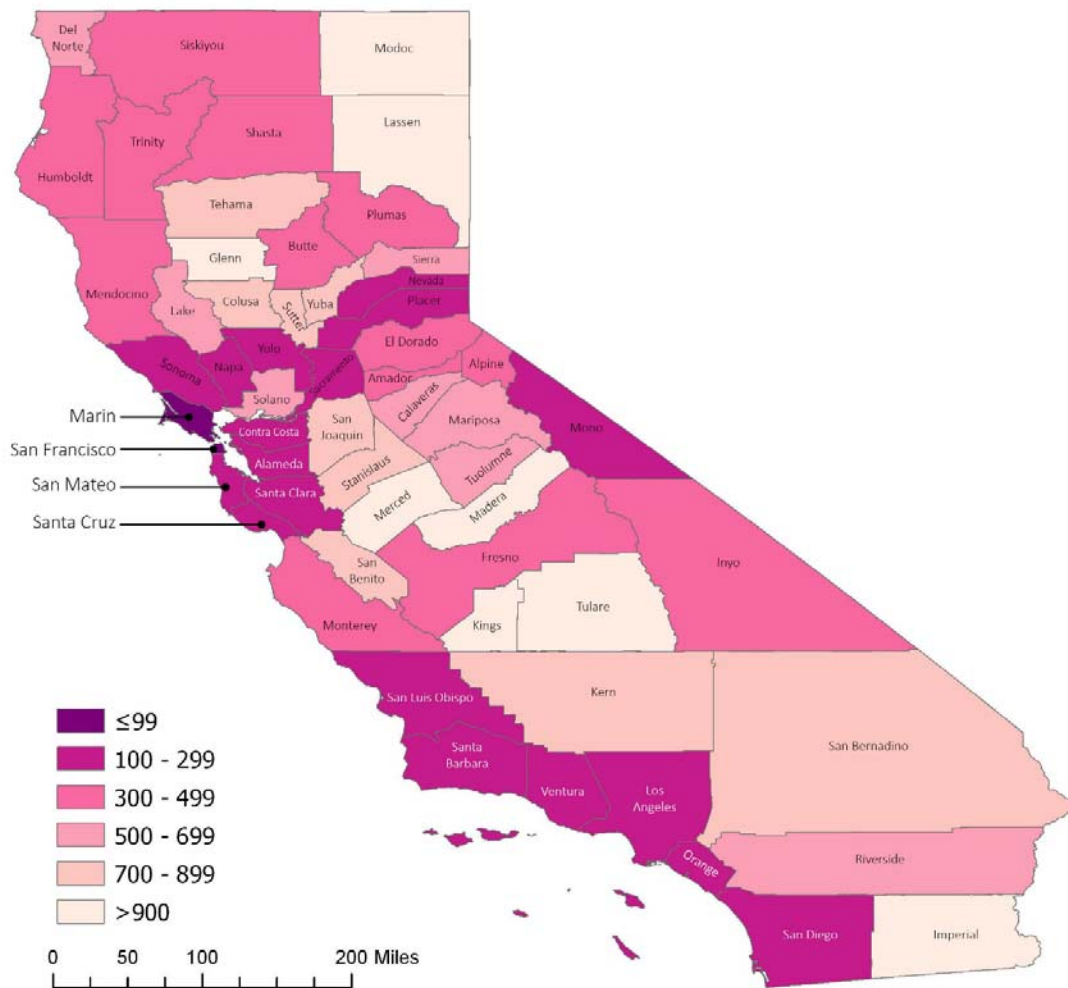 Del
Norte
Siskiyou
Modoc
Lassen
Shasta
Trinity
Humboldt
Tehama
Plumas
Glenn
Butte
Sierra
Mendocino
Lake
Colusa
Sutter
Yuba
Nevada
Placer
Sonoma
Napa
Yolo
Sacramento
El Dorado
Alpine
Amador
Solano
Calaveras
Mariposa
Mono
Marin
San Francisco
San Mateo
Santa Cruz
Contra Costa
Alameda
Santa Clara
San
Joaquin
Stanislaus
Tuolumne
Merced
Madera
San
Benito
Fresno
Inyo
Monterey
Kings
Tulare
San Luis Obispo
Kern
San Bernadino
Santa
Barbara
Ventura
Los
Angeles
Orange
Riverside
San Diego
Imperial
≤99
100 - 299
300 - 499
500 - 699
700 - 899
>900
0 50 100 200 Miles